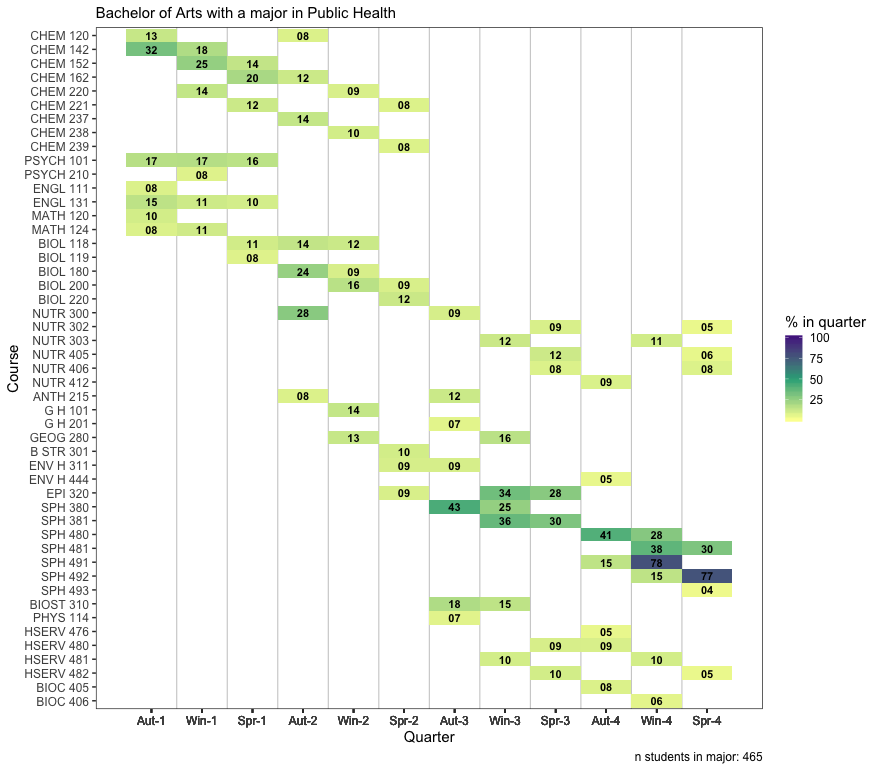 Bachelor of Arts with a major in Public Health
CHEM 120 13 08
CHEM 142 32 18
CHEM 152 25 14
CHEM 162 20 12
CHEM 220 14 09
CHEM 221 12 08
CHEM 237 14
CHEM 238 10
CHEM 239 08
PSYCH 101 17 17 16
PSYCH 210 08
ENGL 111 08
ENGL 131 15 11 10
MATH 120 10
MATH 124 08 11
BIOL 118 11 14 12
BIOL 119 08
BIOL 180 24 09
BIOL 200 16 09
BIOL 220 12
NUTR 300 28 09
NUTR 302 09 05
NUTR 303 12 11
NUTR 405 12 06
NUTR 406 08 08
NUTR 412 09
ANTH 215 08 12
G H 101 14
G H 201 07
GEOG 280 13 16
B STR 301 10
ENV H 311 09 09
ENV H 444 05
EPI 320 09 34 28
SPH 380 43 25
SPH 381 36 30
SPH 480 41 28
SPH 481 38 30
SPH 491 15 78
SPH 492 15 77
SPH 493 04
BIOST 310 18 15
PHYS 114 07
HSERV 476 05
HSERV 480 09 09
HSERV 481 10 10
HSERV 482 10 05
BIOC 405 08
BIOC 406 06
Course
Aut-1 Win-1 Spr-1 Aut-2 Win-2 Spr-2 Aut-3 Win-3 Spr-3 Aut-4 Win-4 Spr-4
Quarter
% in quarter
100
75
50
25
n students in major: 465